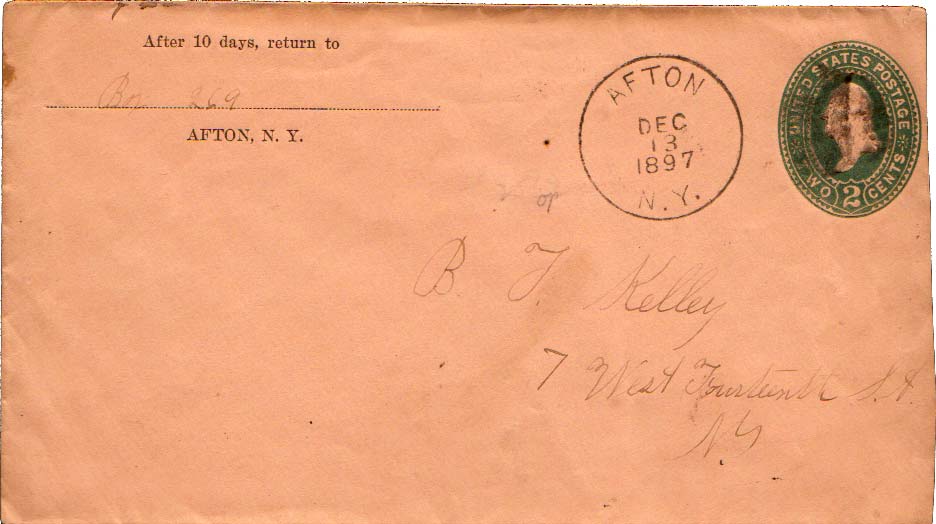 After 10 days, return to
Box 269
AFTON, N. Y.
AFTON
DEC
13
1897
N.Y.
UNITED STATES POSTAGE
TWO 2 CENTS
B. F. Kelley
7 West Fourteenth S.t.
NY